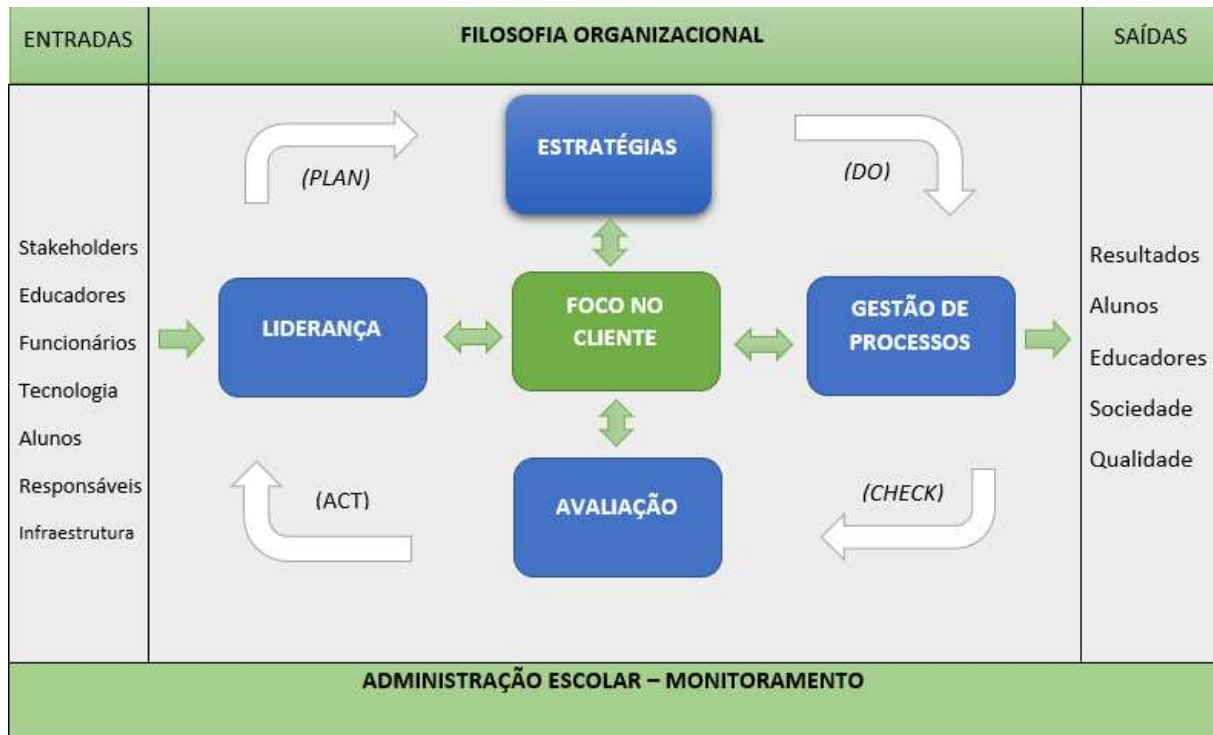 ENTRADAS
FILOSOFIA ORGANIZACIONAL
SAÍDAS
ESTRATÉGIAS
(PLAN)
(DO)
Stakeholders
Educadores
Funcionários
Tecnologia
Alunos
Responsáveis
Infraestrutura
LIDERANÇA
FOCO NO
CLIENTE
GESTÃO DE
PROCESSOS
Resultados
Alunos
Educadores
Sociedade
Qualidade
(ACT)
AVALIAÇÃO
(CHECK)
ADMINISTRAÇÃO ESCOLAR – MONITORAMENTO